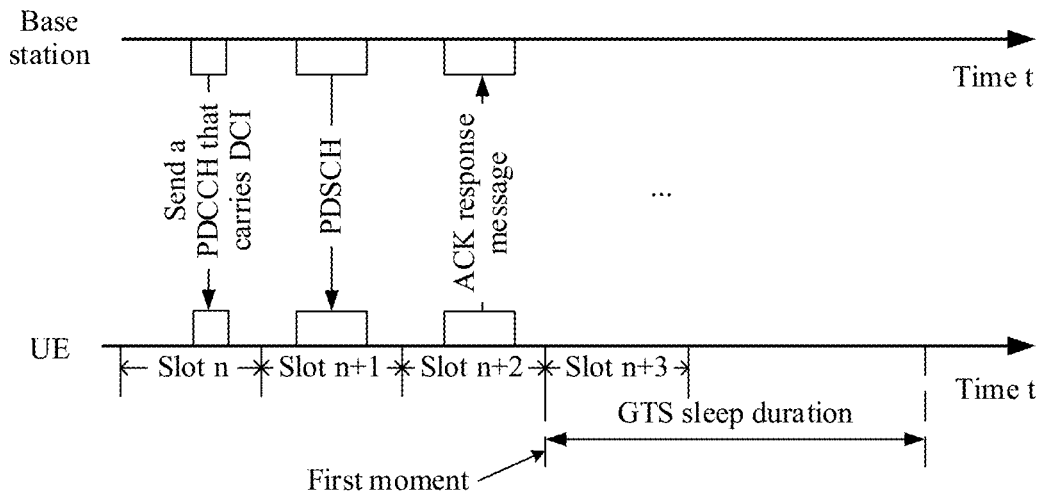 Base
station
Time t
Send a
PDCCH that
carries DCI
PDSCH
ACK response
message
...
UE
Slot n
Slot n+1
Slot n+2
Slot n+3
Time t
GTS sleep duration
First moment